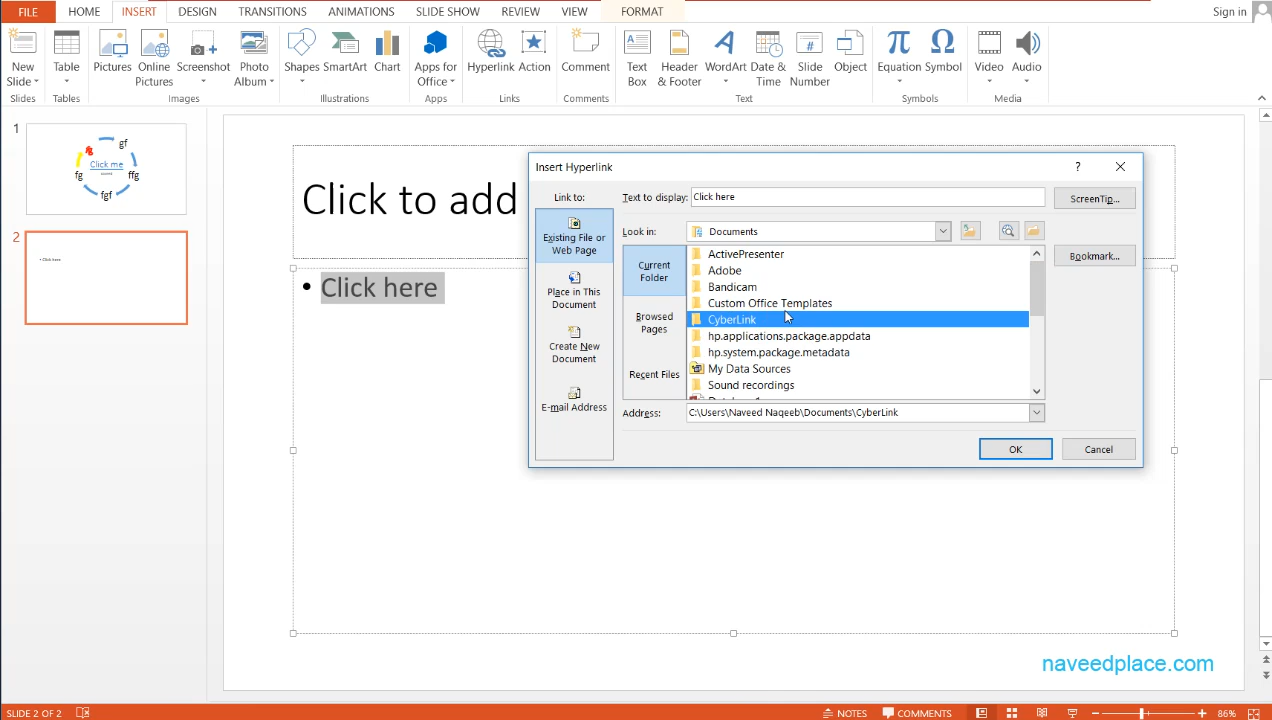 FILE HOME INSERT DESIGN TRANSITIONS ANIMATIONS SLIDE SHOW REVIEW VIEW FORMAT Sign in
New Slide
Table
Pictures
Online Pictures
Screenshot
Photo Album
Shapes
SmartArt
Chart
Apps for Office
Hyperlink
Action
Comment
Text Box
Header & Footer
WordArt
Date & Time
Slide Number
Object
Equation
Symbol
Video
Audio
Slides Tables Images Illustrations Apps Links Comments Text Symbols Media
1
gf
Click me
fg
ffg
fgf
2
• Click here
Click to add
• Click here
Insert Hyperlink
?
Link to:
Existing File or
Web Page
Place in This
Document
Create New
Document
E-mail Address
Text to display: Click here
ScreenTip...
Look in: Documents
Bookmark...
Current
Folder
Browsed
Pages
Recent Files
ActivePresenter
Adobe
Bandicam
Custom Office Templates
CyberLink
hp.applications.package.appdata
hp.system.package.metadata
My Data Sources
Sound recordings
Address: C:\Users\Naveed Naqeeb\Documents\CyberLink
OK Cancel
naveedplace.com
SLIDE 2 OF 2 NOTES COMMENTS 86%